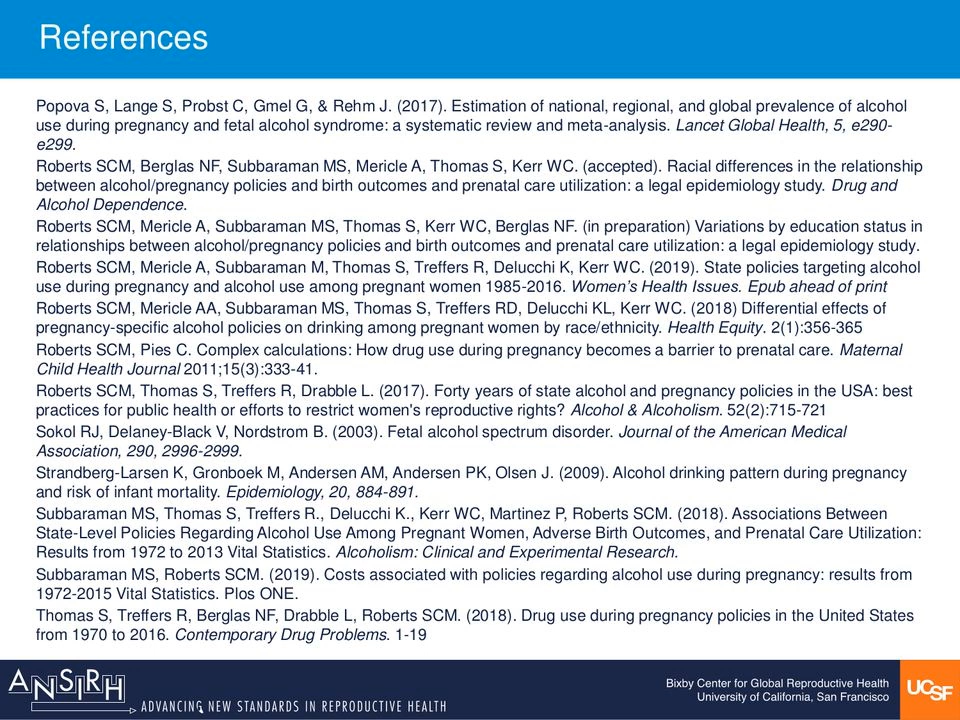 References
Popova S, Lange S, Probst C, Gmel G, & Rehm J. (2017). Estimation of national, regional, and global prevalence of alcohol
use during pregnancy and fetal alcohol syndrome: a systematic review and meta-analysis. Lancet Global Health, 5, e290-
e299.
Roberts SCM, Berglas NF, Subbaraman MS, Mericle A, Thomas S, Kerr WC. (accepted). Racial differences in the relationship
between alcohol/pregnancy policies and birth outcomes and prenatal care utilization: a legal epidemiology study. Drug and
Alcohol Dependence.
Roberts SCM, Mericle A, Subbaraman MS, Thomas S, Kerr WC, Berglas NF. (in preparation) Variations by education status in
relationships between alcohol/pregnancy policies and birth outcomes and prenatal care utilization: a legal epidemiology study.
Roberts SCM, Mericle A, Subbaraman M, Thomas S, Treffers R, Delucchi K, Kerr WC. (2019). State policies targeting alcohol
use during pregnancy and alcohol use among pregnant women 1985-2016. Women's Health Issues. Epub ahead of print
Roberts SCM, Mericle AA, Subbaraman MS, Thomas S, Treffers RD, Delucchi KL, Kerr WC. (2018) Differential effects of
pregnancy-specific alcohol policies on drinking among pregnant women by race/ethnicity. Health Equity. 2(1):356-365
Roberts SCM, Pies C. Complex calculations: How drug use during pregnancy becomes a barrier to prenatal care. Maternal
Child Health Journal 2011;15(3):333-41.
Roberts SCM, Thomas S, Treffers R, Drabble L. (2017). Forty years of state alcohol and pregnancy policies in the USA: best
practices for public health or efforts to restrict women's reproductive rights? Alcohol & Alcoholism. 52(2):715-721
Sokol RJ, Delaney-Black V, Nordstrom B. (2003). Fetal alcohol spectrum disorder. Journal of the American Medical
Association, 290, 2996-2999.
Strandberg-Larsen K, Gronboek M, Andersen AM, Andersen PK, Olsen J. (2009). Alcohol drinking pattern during pregnancy
and risk of infant mortality. Epidemiology, 20, 884-891.
Subbaraman MS, Thomas S, Treffers R., Delucchi K., Kerr WC, Martinez P, Roberts SCM. (2018). Associations Between
State-Level Policies Regarding Alcohol Use Among Pregnant Women, Adverse Birth Outcomes, and Prenatal Care Utilization:
Results from 1972 to 2013 Vital Statistics. Alcoholism: Clinical and Experimental Research.
Subbaraman MS, Roberts SCM. (2019). Costs associated with policies regarding alcohol use during pregnancy: results from
1972-2015 Vital Statistics. Plos ONE.
Thomas S, Treffers R, Berglas NF, Drabble L, Roberts SCM. (2018). Drug use during pregnancy policies in the United States
from 1970 to 2016. Contemporary Drug Problems. 1-19
ANSIRH
ADVANCING NEW STANDARDS IN REPRODUCTIVE HEALTH
Bixby Center for Global Reproductive Health
University of California, San Francisco
UCSF